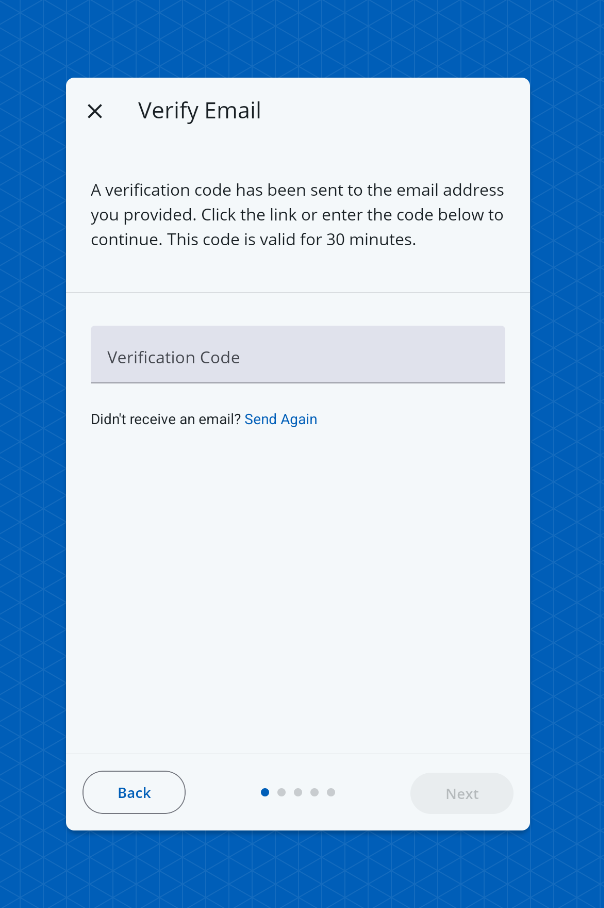 Verify Email
A verification code has been sent to the email address
you provided. Click the link or enter the code below to
continue. This code is valid for 30 minutes.
Verification Code
Didn't receive an email? Send Again
Back
Next